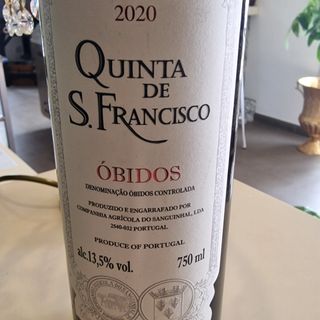 2020
QUINTA
DE
S. FRANCISCO
ÓBIDOS
DENOMINAÇÃO ÓBIDOS CONTROLADA
PRODUZIDO E ENGARRAFADO POR
COMPANHIA AGRÍCOLA DO SANGUINHAL, LDA
2540-032 PORTUGAL
PRODUCE OF PORTUGAL
alc.13,5% vol. 750 ml